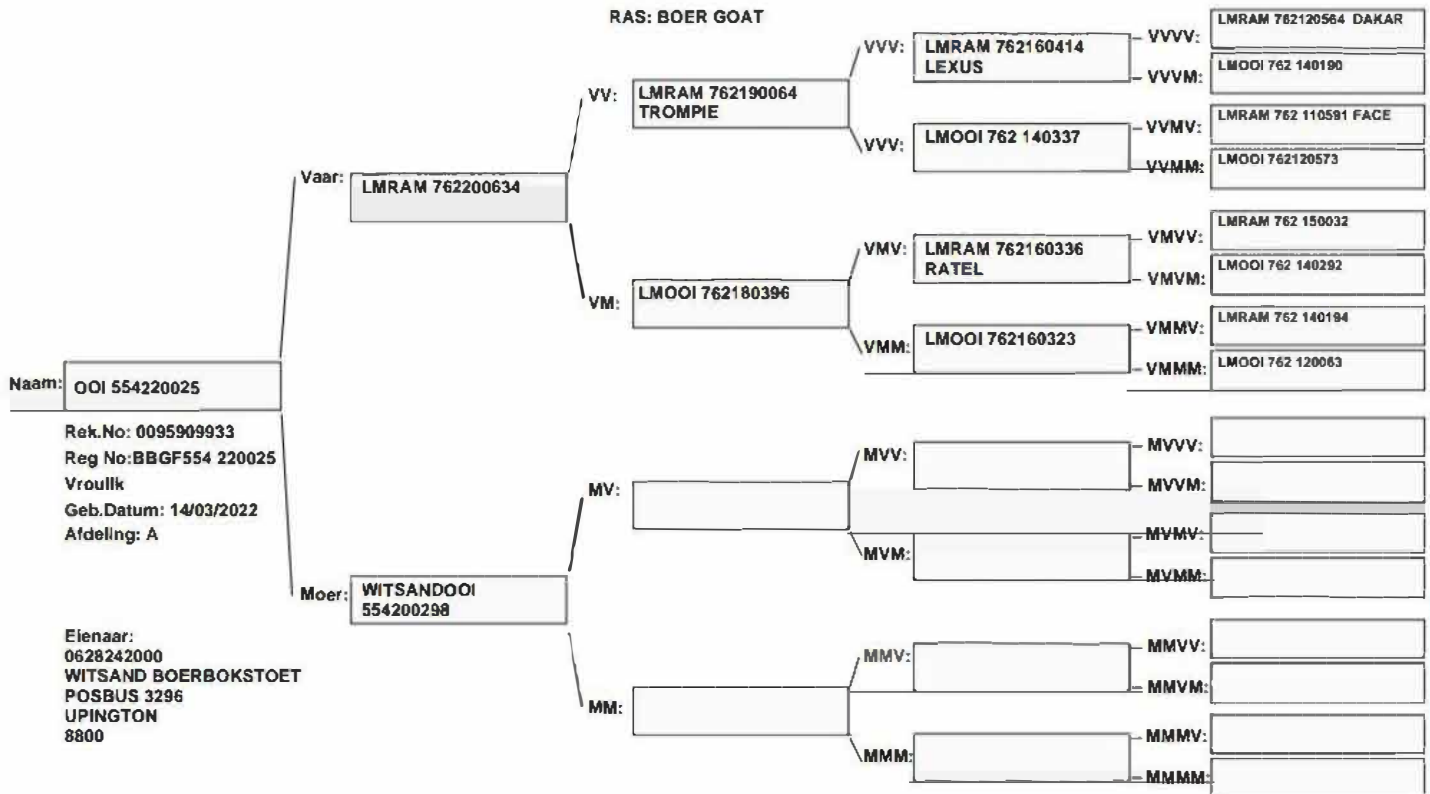 RAS: BOER GOAT
Naam: OOI 554220025
Rek.No: 0095909933
Reg No:BBGF554 220025
Vroulik
Geb.Datum: 14/03/2022
Afdeling: A
Eienaar:
0628242000
WITSAND BOERBOKSTOET
POSBUS 3296
UPINGTON
8800
Vaar: LMRAM 762200634
Moer: WITSANDOOI
554200298
VV: LMRAM 762190064
TROMPIE
VM: LMOOI 762180396
MV:
MM:
VVV: LMRAM 762160414
LEXUS
VVV: LMOOI 762 140337
VMV: LMRAM 762160336
RATEL
VMM: LMOOI 762160323
MVV:
MVM:
MMV:
MMM:
VVVV: LMRAM 762120564 DAKAR
VVVM: LMOOI 762 140190
VVMV: LMRAM 762 110591 FACE
VVMM: LMOOI 762120573
VMVV: LMRAM 762 150032
VMVM: LMOOI 762 140292
VMMV: LMRAM 762 140194
VMMM: LMOOI 762 120063
MVVV:
MVVM:
MVMV:
MVMM:
MMVV:
MMVM:
MMMV:
MMMM: